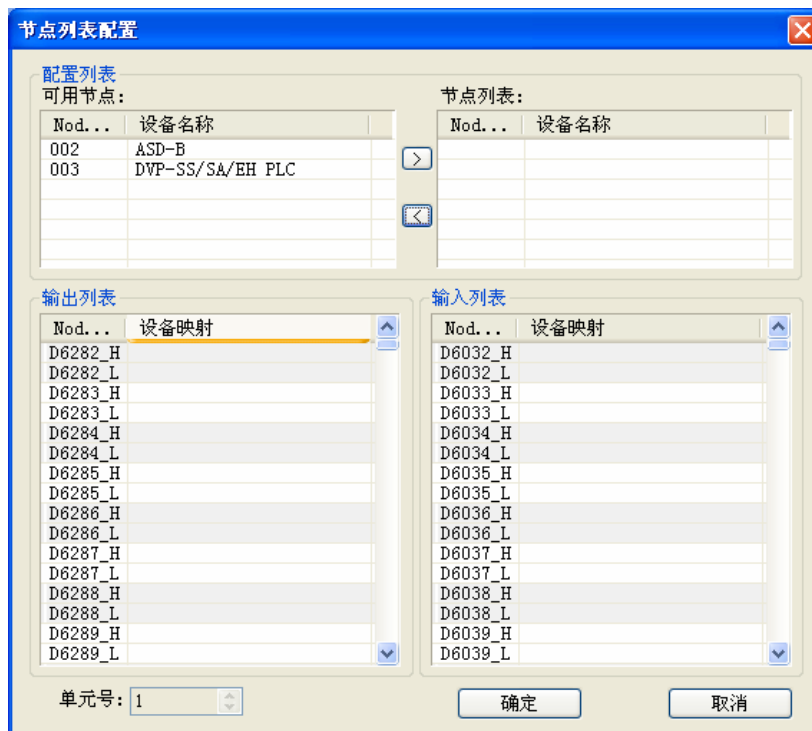 节点列表配置
配置列表
可用节点:
Nod... 设备名称
002 ASD-B
003 DVP-SS/SA/EH PLC
>
<
节点列表:
Nod... 设备名称
输出列表
Nod... 设备映射
D6282_H
D6282_L
D6283_H
D6283_L
D6284_H
D6284_L
D6285_H
D6285_L
D6286_H
D6286_L
D6287_H
D6287_L
D6288_H
D6288_L
D6289_H
D6289_L
输入列表
Nod... 设备映射
D6032_H
D6032_L
D6033_H
D6033_L
D6034_H
D6034_L
D6035_H
D6035_L
D6036_H
D6036_L
D6037_H
D6037_L
D6038_H
D6038_L
D6039_H
D6039_L
单元号: 1
确定
取消